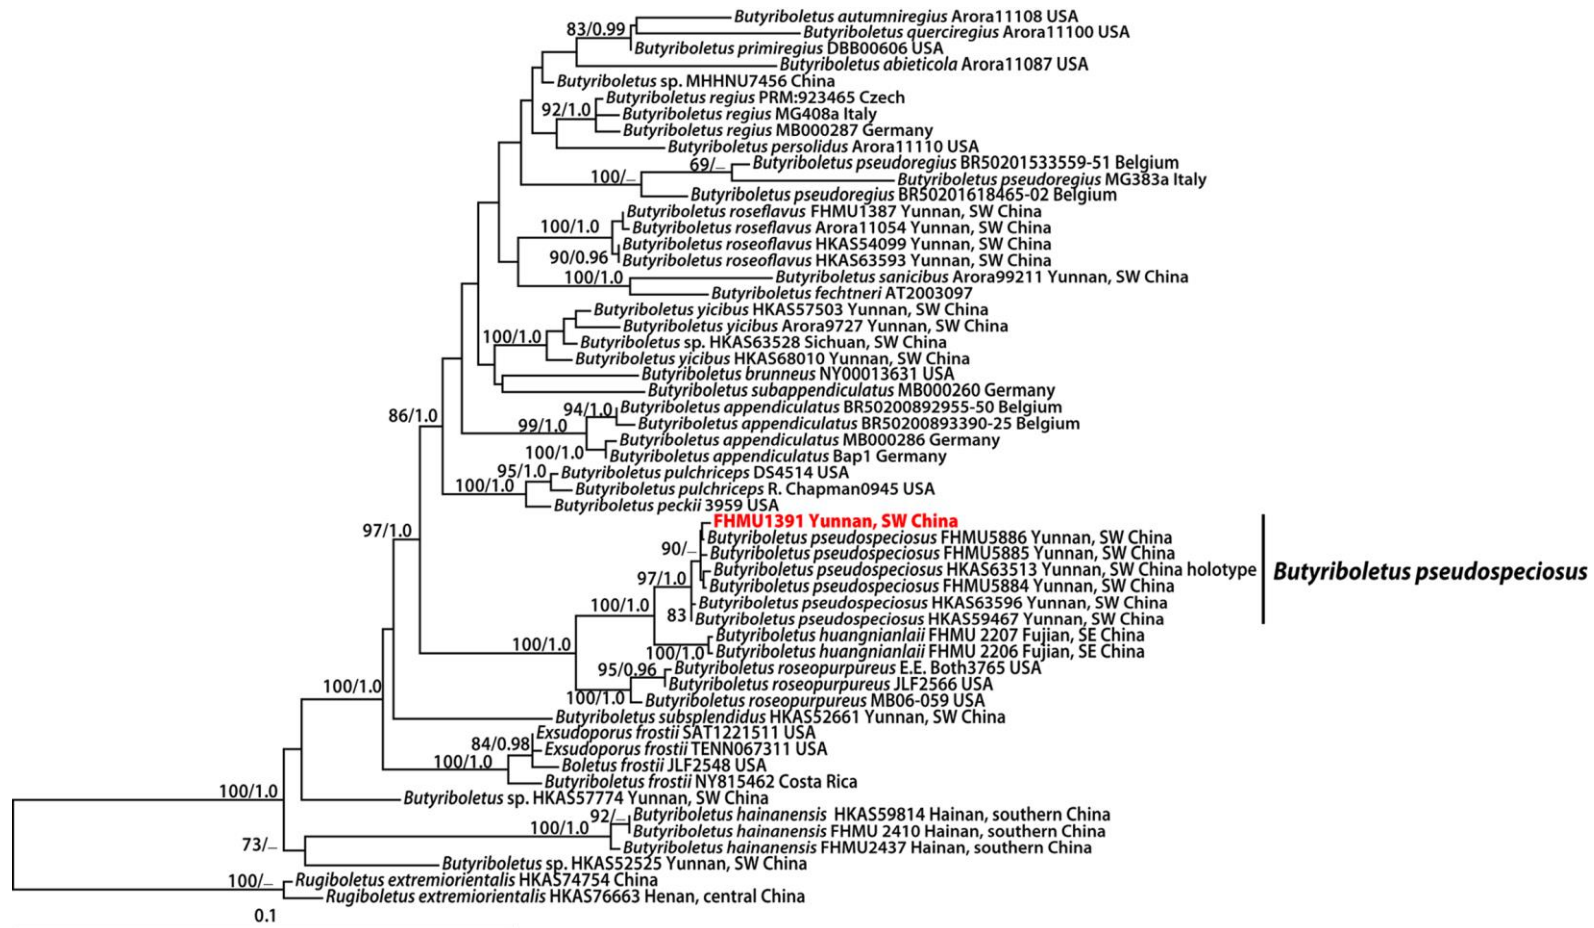 Butyriboletus autumniregius Arora11108 USA
83/0.99
Butyriboletus querciregius Arora11100 USA
Butyriboletus primiregius DBB00606 USA
Butyriboletus abieticola Arora11087 USA
Butyriboletus sp. MHHNU7456 China
Butyriboletus regius PRM:923465 Czech
92/1.0
Butyriboletus regius MG408a Italy
Butyriboletus regius MB000287 Germany
Butyriboletus persolidus Arora11110 USA
69/_
Butyriboletus pseudoregius BR50201533559-51 Belgium
100/_
Butyriboletus pseudoregius MG383a Italy
Butyriboletus pseudoregius BR50201618465-02 Belgium
Butyriboletus roseflavus FHMU1387 Yunnan, SW China
100/1.0
Butyriboletus roseflavus Arora11054 Yunnan, SW China
Butyriboletus roseoflavus HKAS54099 Yunnan, SW China
90/0.96
Butyriboletus roseoflavus HKAS63593 Yunnan, SW China
100/1.0
Butyriboletus sanicibus Arora99211 Yunnan, SW China
Butyriboletus fechtneri AT2003097
Butyriboletus yicibus HKAS57503 Yunnan, SW China
Butyriboletus yicibus Arora9727 Yunnan, SW China
100/1.0
Butyriboletus sp. HKAS63528 Sichuan, SW China
Butyriboletus yicibus HKAS68010 Yunnan, SW China
Butyriboletus brunneus NY00013631 USA
Butyriboletus subappendiculatus MB000260 Germany
94/1.0
Butyriboletus appendiculatus BR50200892955-50 Belgium
86/1.0
99/1.0
Butyriboletus appendiculatus BR50200893390-25 Belgium
Butyriboletus appendiculatus MB000286 Germany
100/1.0
Butyriboletus appendiculatus Bap1 Germany
95/1.0
Butyriboletus pulchriceps DS4514 USA
100/1.0
Butyriboletus pulchriceps R. Chapman0945 USA
Butyriboletus peckii 3959 USA
FHMU1391 Yunnan, SW China
97/1.0
Butyriboletus pseudospeciosus FHMU5886 Yunnan, SW China
90/_
Butyriboletus pseudospeciosus FHMU5885 Yunnan, SW China
Butyriboletus pseudospeciosus HKAS63513 Yunnan, SW China holotype
Butyriboletus pseudospeciosus
97/1.0
Butyriboletus pseudospeciosus FHMU5884 Yunnan, SW China
100/1.0
Butyriboletus pseudospeciosus HKAS63596 Yunnan, SW China
83
Butyriboletus pseudospeciosus HKAS59467 Yunnan, SW China
Butyriboletus huangnianlaii FHMU 2207 Fujian, SE China
100/1.0
100/1.0
Butyriboletus huangnianlaii FHMU 2206 Fujian, SE China
95/0.96
Butyriboletus roseopurpureus E.E. Both3765 USA
Butyriboletus roseopurpureus JLF2566 USA
100/1.0
Butyriboletus roseopurpureus MB06-059 USA
100/1.0
Butyriboletus subsplendidus HKAS52661 Yunnan, SW China
Exsudoporus frostii SAT1221511 USA
84/0.98
Exsudoporus frostii TENN067311 USA
100/1.0
Boletus frostii JLF2548 USA
Butyriboletus frostii NY815462 Costa Rica
100/1.0
Butyriboletus sp. HKAS57774 Yunnan, SW China
92/_
Butyriboletus hainanensis HKAS59814 Hainan, southern China
100/1.0
Butyriboletus hainanensis FHMU 2410 Hainan, southern China
73/_
Butyriboletus hainanensis FHMU2437 Hainan, southern China
Butyriboletus sp. HKAS52525 Yunnan, SW China
100/_
Rugiboletus extremiorientalis HKAS74754 China
Rugiboletus extremiorientalis HKAS76663 Henan, central China
0.1